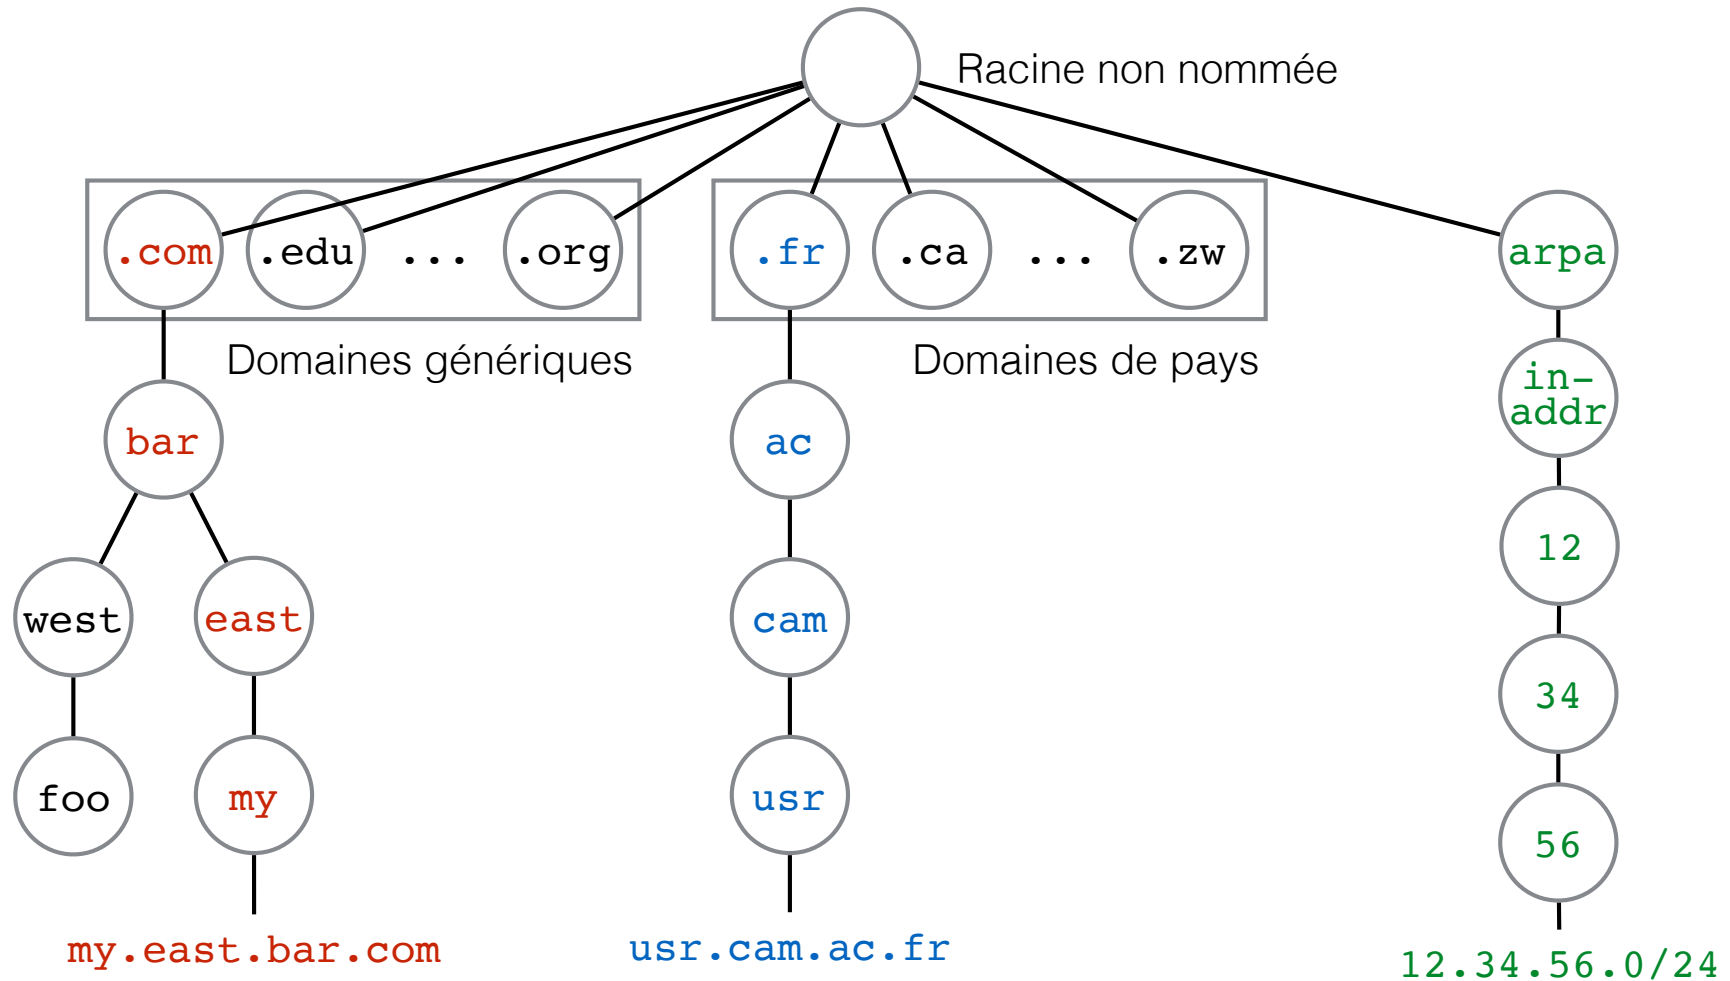 Racine non nommée
.com .edu ... .org .fr .ca ... .zw arpa
Domaines génériques Domaines de pays
in-
addr
bar ac
12
west east cam
34
foo my usr
56
my.east.bar.com usr.cam.ac.fr 12.34.56.0/24